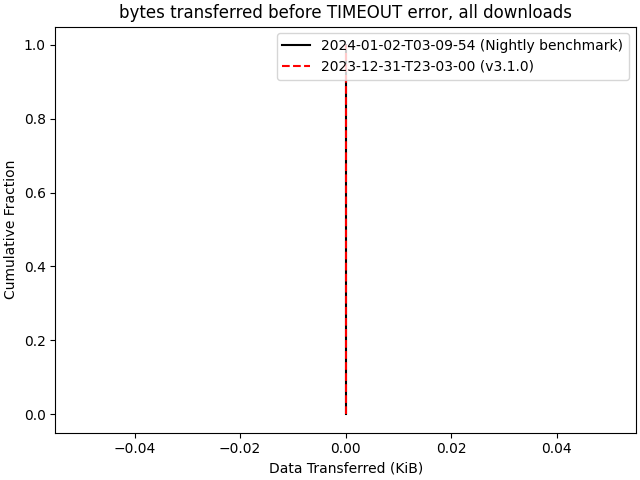 bytes transferred before TIMEOUT error, all downloads
2024-01-02-T03-09-54 (Nightly benchmark)
2023-12-31-T23-03-00 (v3.1.0)
Cumulative Fraction
1.0
0.8
0.6
0.4
0.2
0.0
−0.04
−0.02
0.00
0.02
0.04
Data Transferred (KiB)